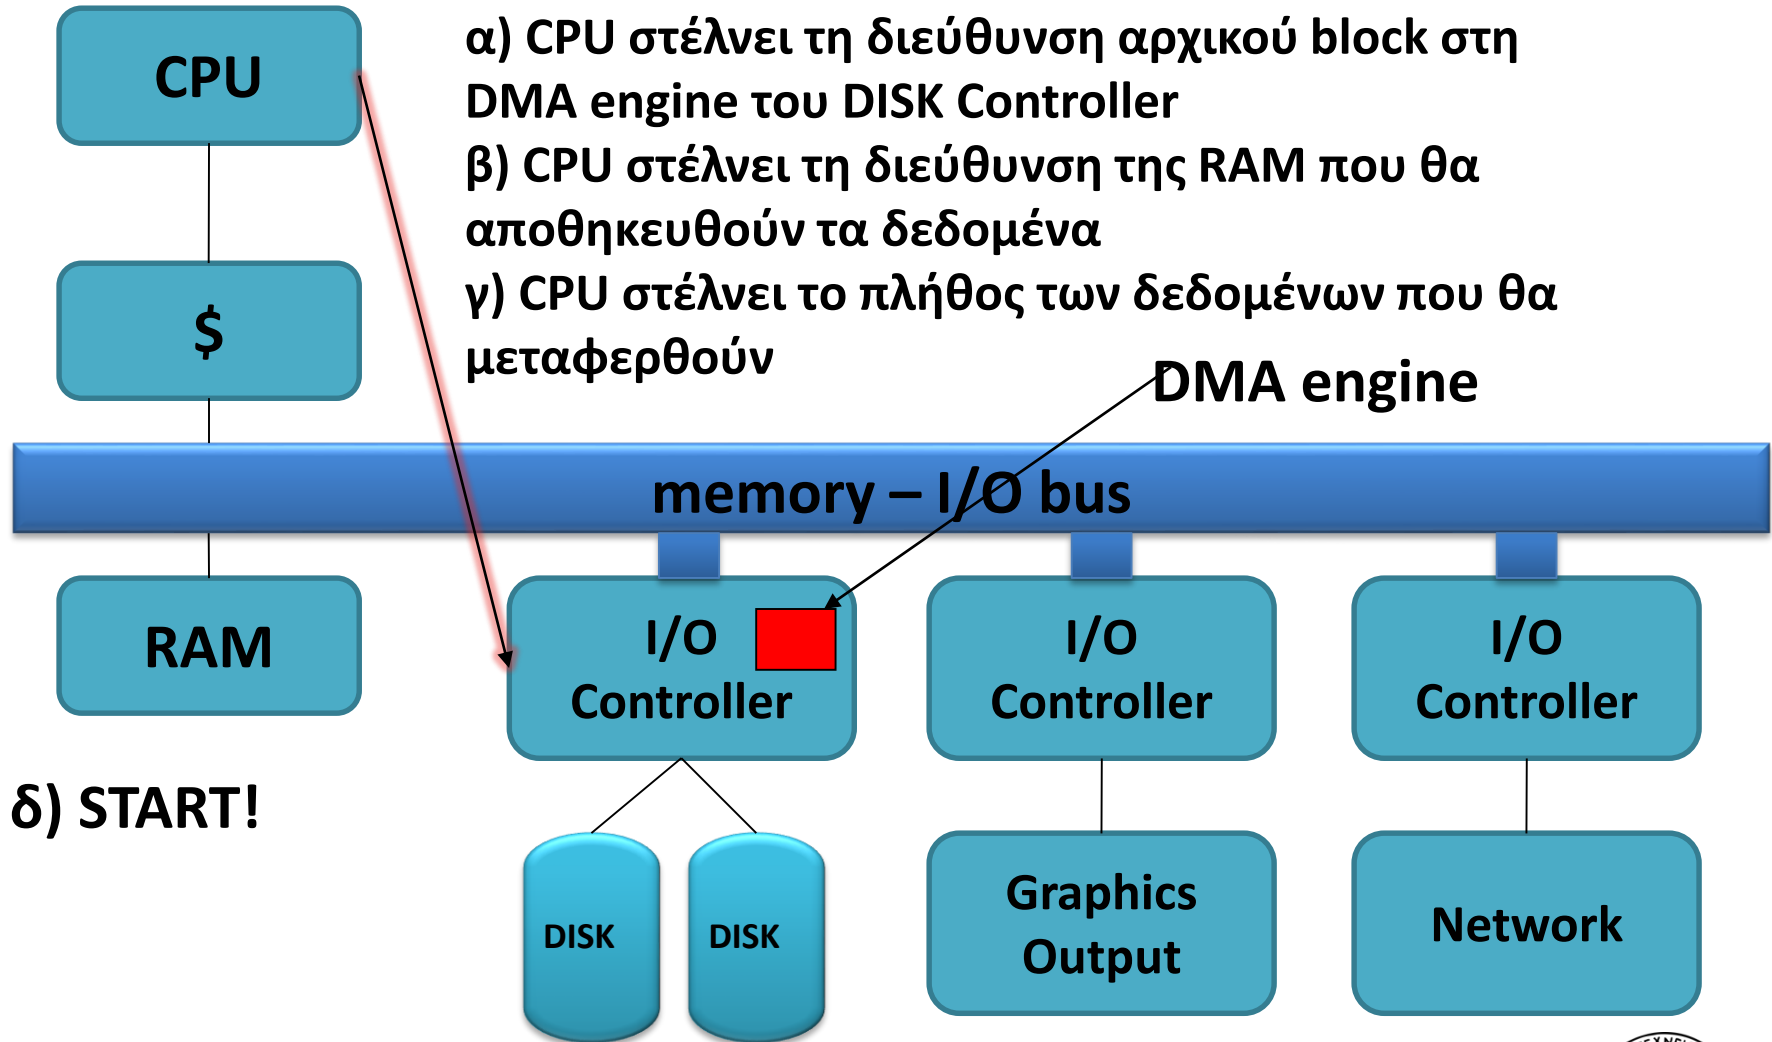 CPU
α) CPU στέλνει τη διεύθυνση αρχικού block στη
DMA engine του DISK Controller
β) CPU στέλνει τη διεύθυνση της RAM που θα
αποθηκευθούν τα δεδομένα
γ) CPU στέλνει το πλήθος των δεδομένων που θα
μεταφερθούν
$
DMA engine
memory – I/O bus
RAM
I/O
Controller
I/O
Controller
I/O
Controller
δ) START!
DISK
DISK
Graphics
Output
Network